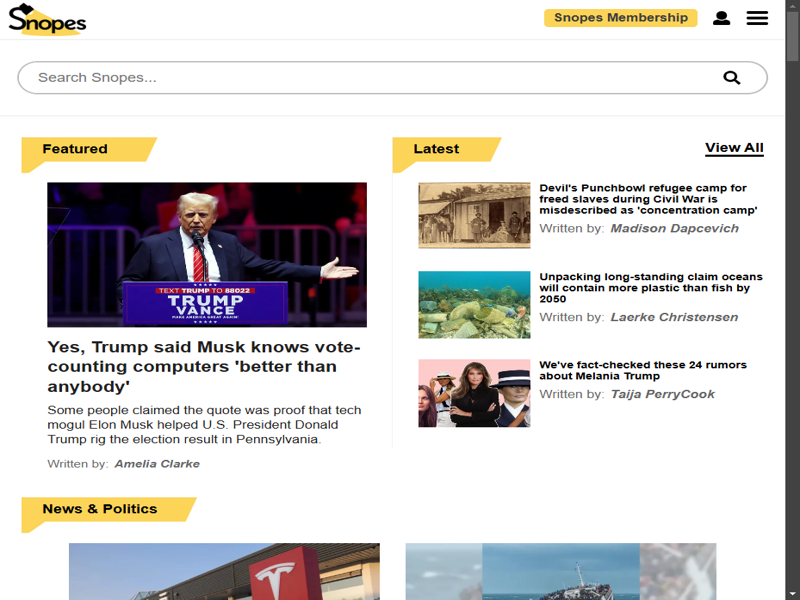 Snopes
Snopes Membership
Search Snopes...
Featured
TEXT TRUMP TO 88022
TRUMP
VANCE
MAKE AMERICA GREAT AGAIN!
Yes, Trump said Musk knows vote-
counting computers 'better than
anybody'
Some people claimed the quote was proof that tech
mogul Elon Musk helped U.S. President Donald
Trump rig the election result in Pennsylvania.
Written by: Amelia Clarke
Latest
View All
Devil's Punchbowl refugee camp for
freed slaves during Civil War is
misdescribed as 'concentration camp'
Written by: Madison Dapcevich
Unpacking long-standing claim oceans
will contain more plastic than fish by
2050
Written by: Laerke Christensen
We've fact-checked these 24 rumors
about Melania Trump
Written by: Taija PerryCook
News & Politics